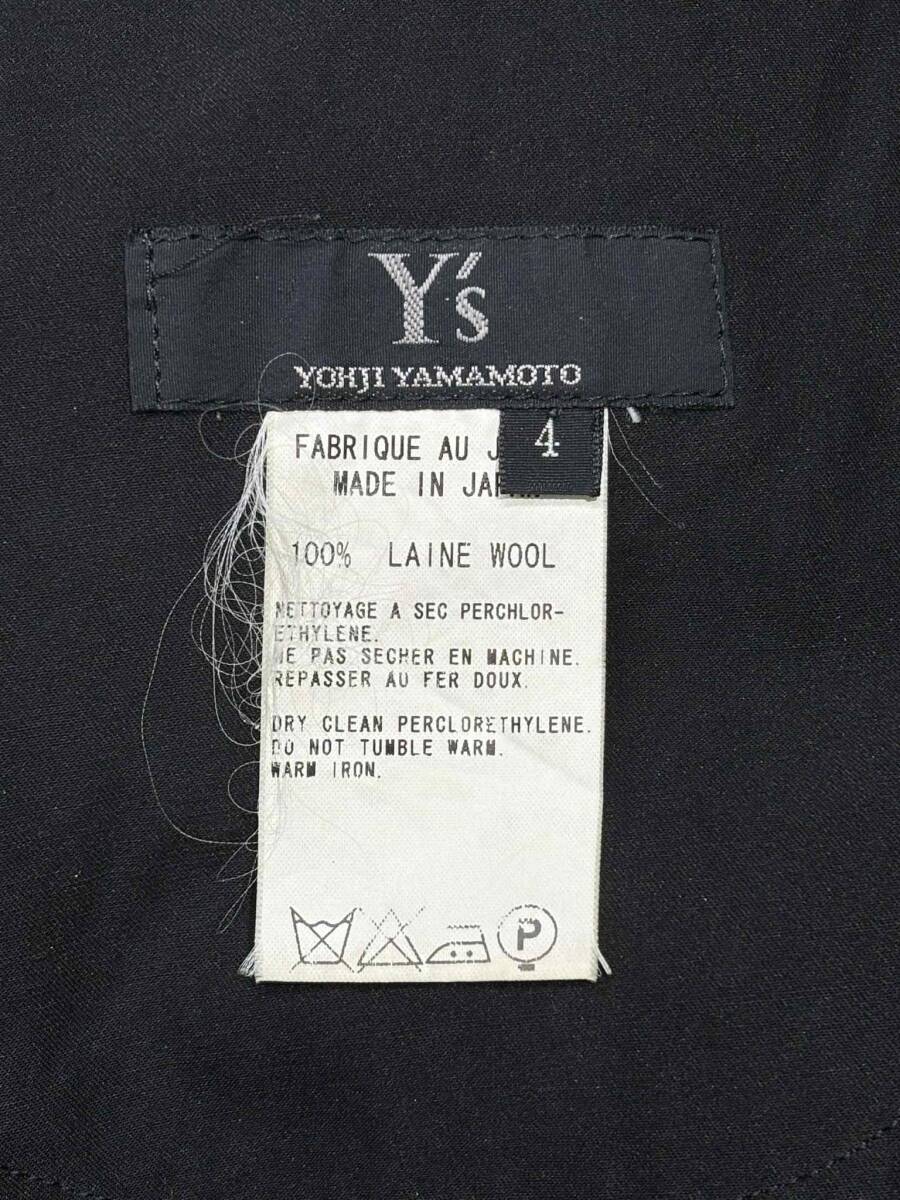 Y's
YOHJI YAMAMOTO
4
FABRIQUE AU
MADE IN JAPAN
100% LAINE WOOL
NETTOYAGE A SEC PERCHLOR-
ETHYLENE.
NE PAS SECHER EN MACHINE.
REPASSER AU FER DOUX.
DRY CLEAN PERCLORETHYLENE.
DO NOT TUMBLE WARM.
WARM IRON.
P